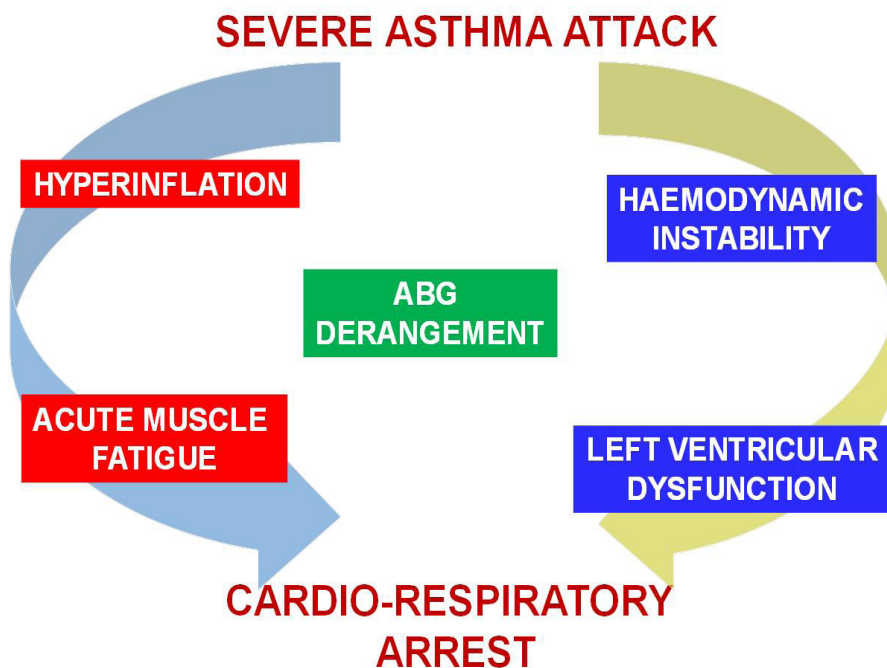 SEVERE ASTHMA ATTACK
HYPERINFLATION
HAEMODYNAMIC
INSTABILITY
ABG
DERANGEMENT
ACUTE MUSCLE
FATIGUE
LEFT VENTRICULAR
DYSFUNCTION
CARDIO-RESPIRATORY
ARREST